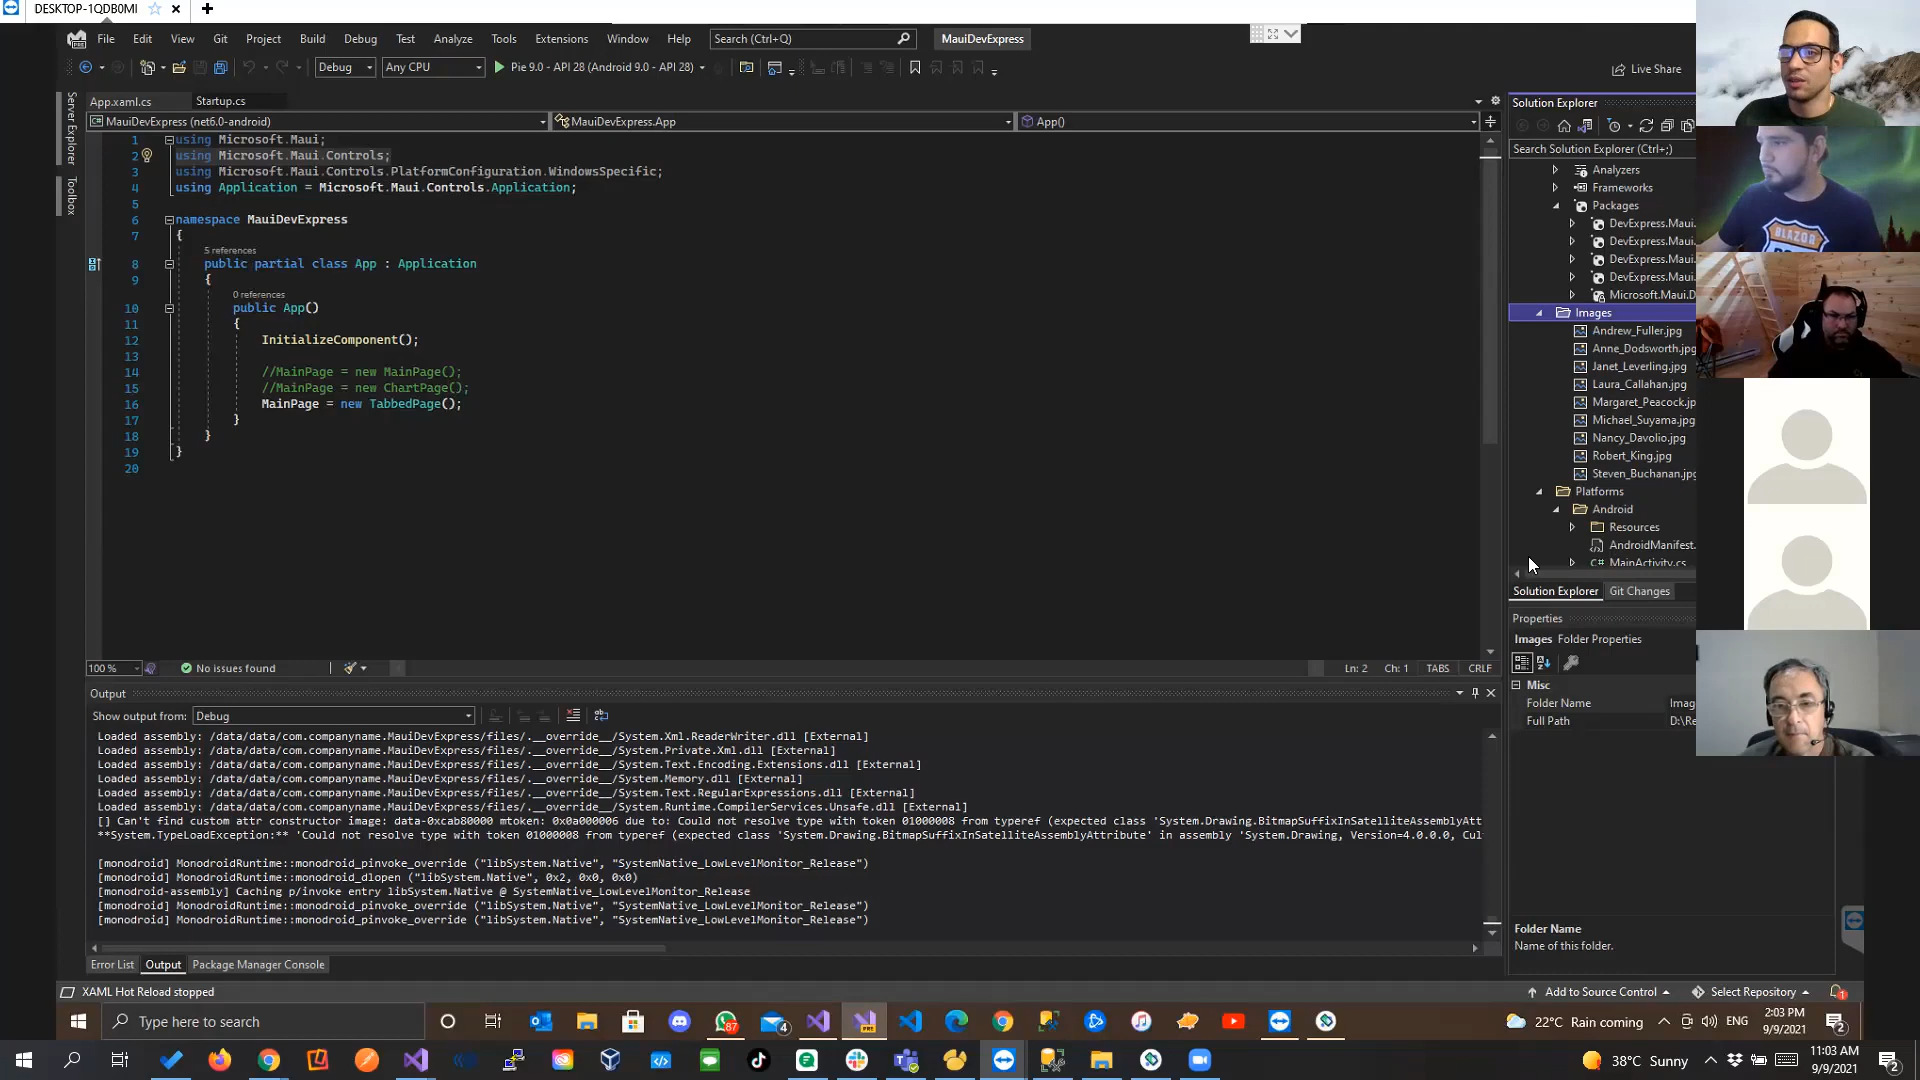 DESKTOP-1QDB0MI
File Edit View Git Project Build Debug Test Analyze Tools Extensions Window Help Search (Ctrl+Q) MauiDevExpress
Debug Any CPU Pie 9.0 - API 28 (Android 9.0 - API 28) Live Share
App.xaml.cs Startup.cs
MauiDevExpress (net6.0-android) MauiDevExpress.App App()
1 using Microsoft.Maui;
2 using Microsoft.Maui.Controls;
3 using Microsoft.Maui.Controls.PlatformConfiguration.WindowsSpecific;
4 using Application = Microsoft.Maui.Controls.Application;
5
6 namespace MauiDevExpress
7 {
5 references
8 public partial class App : Application
9 {
0 references
10 public App()
11 {
12 InitializeComponent();
13
14 //MainPage = new MainPage();
15 //MainPage = new ChartPage();
16 MainPage = new TabbedPage();
17 }
18 }
19 }
20
100 % No issues found Ln: 2 Ch: 1 TABS CRLF
Server Explorer
Toolbox
Solution Explorer
Search Solution Explorer (Ctrl+;)
Analyzers
Frameworks
Packages
DevExpress.Maui.
DevExpress.Maui.
DevExpress.Maui.
DevExpress.Maui.
Microsoft.Maui.D
Images
Andrew_Fuller.jpg
Anne_Dodsworth.jpg
Janet_Leverling.jpg
Laura_Callahan.jpg
Margaret_Peacock.jp
Michael_Suyama.jpg
Nancy_Davolio.jpg
Robert_King.jpg
Steven_Buchanan.jpg
Platforms
Android
Resources
AndroidManifest.
MainActivity.cs
Solution Explorer Git Changes
Properties
Images Folder Properties
Misc
Folder Name Imag
Full Path D:\Re
Folder Name
Name of this folder.
Output
Show output from: Debug
Loaded assembly: /data/data/com.companyname.MauiDevExpress/files/.__override__/System.Xml.ReaderWriter.dll [External]
Loaded assembly: /data/data/com.companyname.MauiDevExpress/files/.__override__/System.Private.Xml.dll [External]
Loaded assembly: /data/data/com.companyname.MauiDevExpress/files/.__override__/System.Text.Encoding.Extensions.dll [External]
Loaded assembly: /data/data/com.companyname.MauiDevExpress/files/.__override__/System.Memory.dll [External]
Loaded assembly: /data/data/com.companyname.MauiDevExpress/files/.__override__/System.Text.RegularExpressions.dll [External]
Loaded assembly: /data/data/com.companyname.MauiDevExpress/files/.__override__/System.Runtime.CompilerServices.Unsafe.dll [External]
[] Can't find custom attr constructor image: data-0xcab80000 mtoken: 0x0a000006 due to: Could not resolve type with token 01000008 from typeref (expected class 'System.Drawing.BitmapSuffixInSatelliteAssemblyAtt
**System.TypeLoadException:** 'Could not resolve type with token 01000008 from typeref (expected class 'System.Drawing.BitmapSuffixInSatelliteAssemblyAttribute' in assembly 'System.Drawing, Version=4.0.0.0, Cul
[monodroid] MonodroidRuntime::monodroid_pinvoke_override ("libSystem.Native", "SystemNative_LowLevelMonitor_Release")
[monodroid] MonodroidRuntime::monodroid_dlopen ("libSystem.Native", 0x2, 0x0, 0x0)
[monodroid-assembly] Caching p/invoke entry libSystem.Native @ SystemNative_LowLevelMonitor_Release
[monodroid] MonodroidRuntime::monodroid_pinvoke_override ("libSystem.Native", "SystemNative_LowLevelMonitor_Release")
[monodroid] MonodroidRuntime::monodroid_pinvoke_override ("libSystem.Native", "SystemNative_LowLevelMonitor_Release")
Error List Output Package Manager Console
XAML Hot Reload stopped Add to Source Control Select Repository 1
Type here to search 87 4 PRE 22°C Rain coming ENG 2:03 PM
9/9/2021 2
38°C Sunny 11:03 AM
9/9/2021 2
BLAZOR